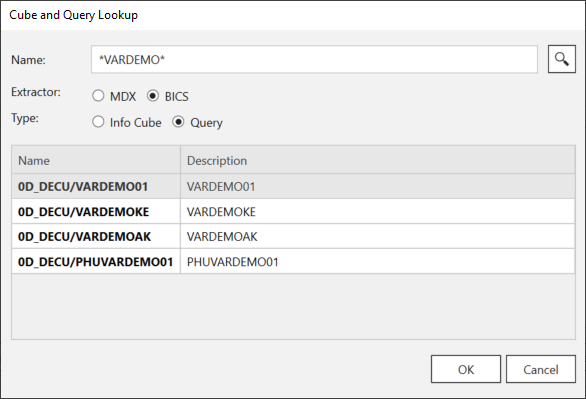 Cube and Query Lookup
Name: *VARDEMO*
Extractor: MDX BICS
Type: Info Cube Query
Name Description
0D_DECU/VARDEMO01 VARDEMO01
0D_DECU/VARDEMOKE VARDEMOKE
0D_DECU/VARDEMOAK VARDEMOAK
0D_DECU/PHUVARDEMO01 PHUVARDEMO01
OK Cancel